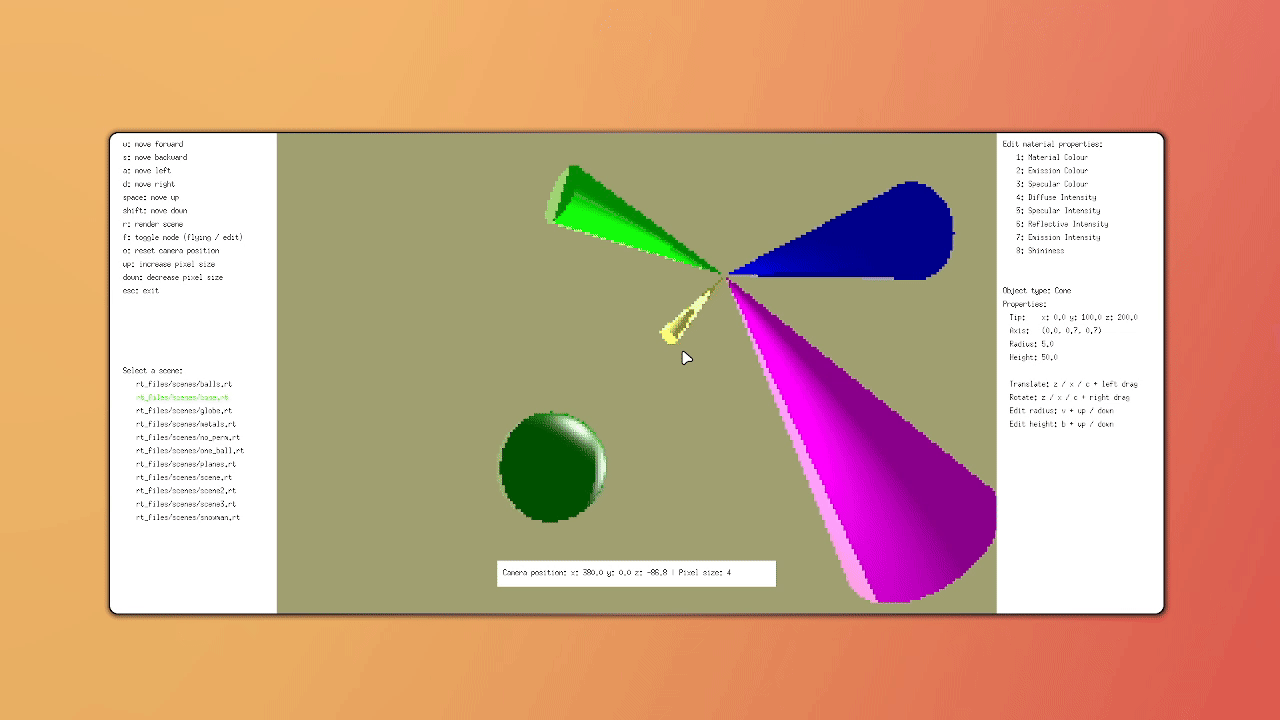 w: move forward
s: move backward
a: move left
d: move right
space: move up
shift: move down
r: render scene
f: toggle mode (flying / edit)
o: reset camera position
up: increase pixel size
down: decrease pixel size
esc: exit
Select a scene:
rt_files/scenes/balls.rt
rt_files/scenes/cone.rt
rt_files/scenes/globe.rt
rt_files/scenes/metals.rt
rt_files/scenes/no_perm.rt
rt_files/scenes/one_ball.rt
rt_files/scenes/planes.rt
rt_files/scenes/scene.rt
rt_files/scenes/scene2.rt
rt_files/scenes/scene3.rt
rt_files/scenes/snowman.rt
Camera position: x: 380.0 y: 0.0 z: -86.8 | Pixel size: 4
Edit material properties:
1: Material Colour
2: Emission Colour
3: Specular Colour
4: Diffuse Intensity
5: Specular Intensity
6: Reflective Intensity
7: Emission Intensity
8: Shininess
Object type: Cone
Properties:
Tip: x: 0.0 y: 100.0 z: 200.0
Axis: (0.0, 0.7, 0.7)
Radius: 5.0
Height: 50.0
Translate: z / x / c + left drag
Rotate: z / x / c + right drag
Edit radius: v + up / down
Edit height: b + up / down